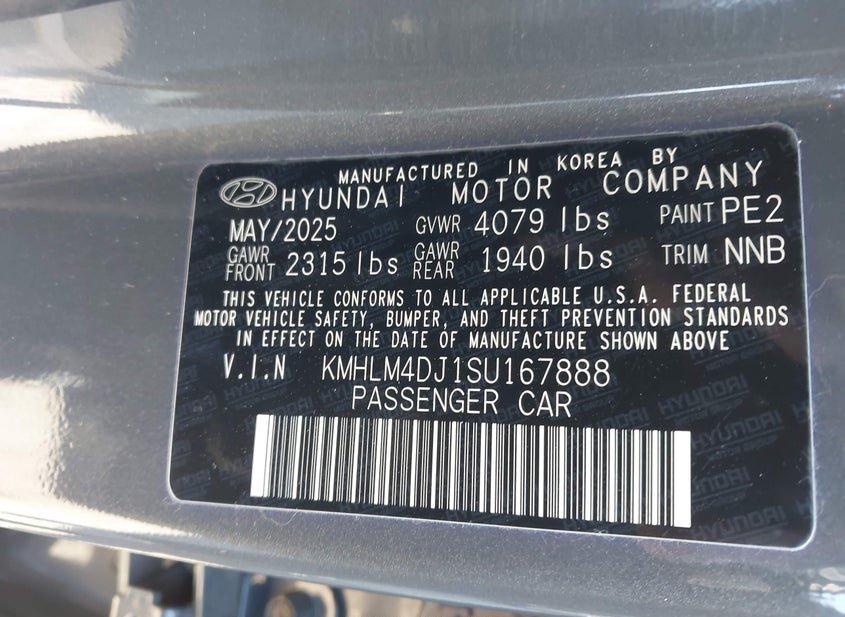 MANUFACTURED IN KOREA BY
HYUNDAI MOTOR COMPANY
MAY/2025 GVWR 4079 lbs PAINT PE2
GAWR FRONT 2315 lbs GAWR REAR 1940 lbs TRIM NNB
THIS VEHICLE CONFORMS TO ALL APPLICABLE U.S.A. FEDERAL
MOTOR VEHICLE SAFETY, BUMPER, AND THEFT PREVENTION STANDARDS
IN EFFECT ON THE DATE OF MANUFACTURE SHOWN ABOVE
V.I.N KMHLM4DJ1SU167888
PASSENGER CAR